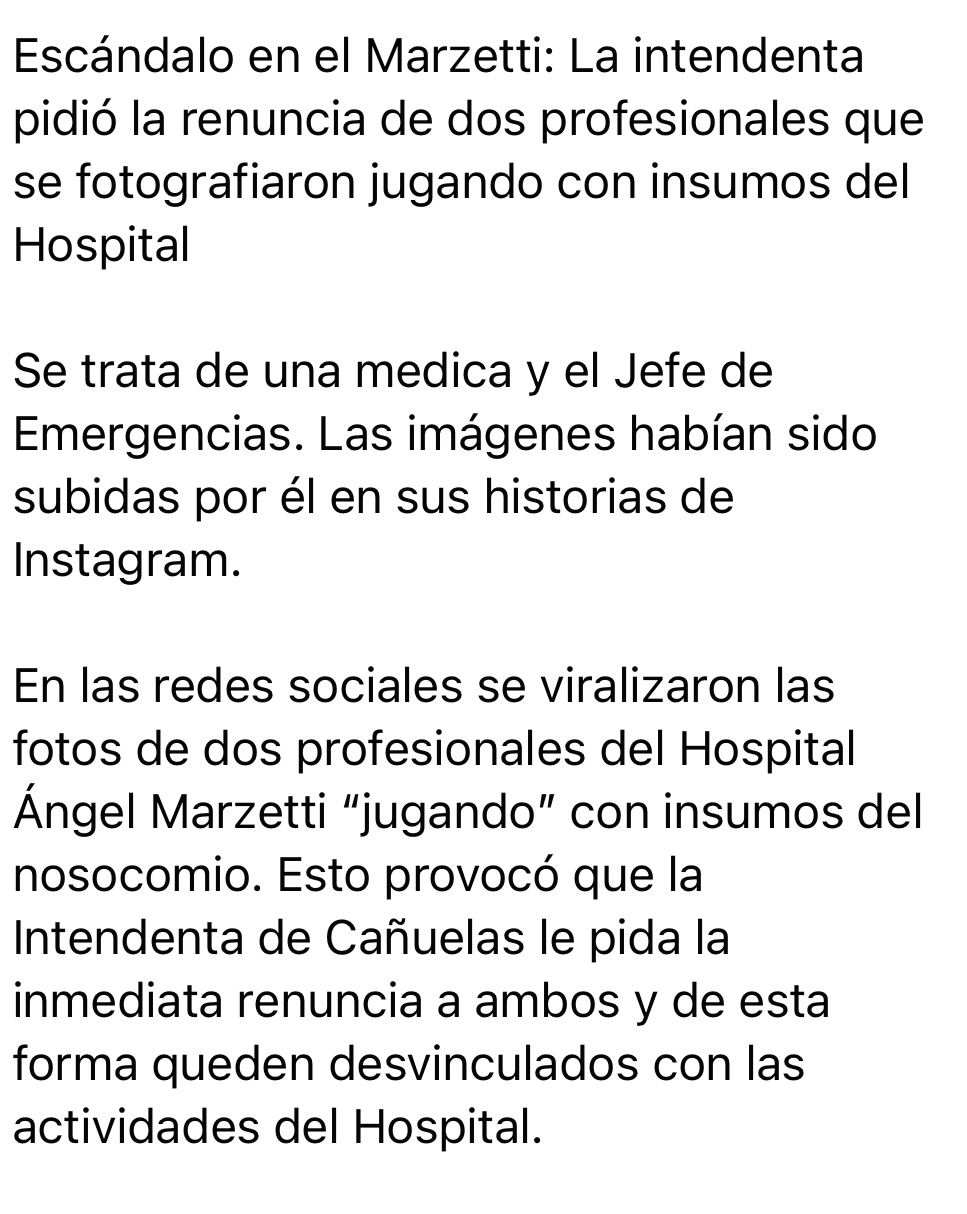 Escándalo en el Marzetti: La intendenta
pidió la renuncia de dos profesionales que
se fotografiaron jugando con insumos del
Hospital
Se trata de una medica y el Jefe de
Emergencias. Las imágenes habían sido
subidas por él en sus historias de
Instagram.
En las redes sociales se viralizaron las
fotos de dos profesionales del Hospital
Ángel Marzetti “jugando” con insumos del
nosocomio. Esto provocó que la
Intendenta de Cañuelas le pida la
inmediata renuncia a ambos y de esta
forma queden desvinculados con las
actividades del Hospital.